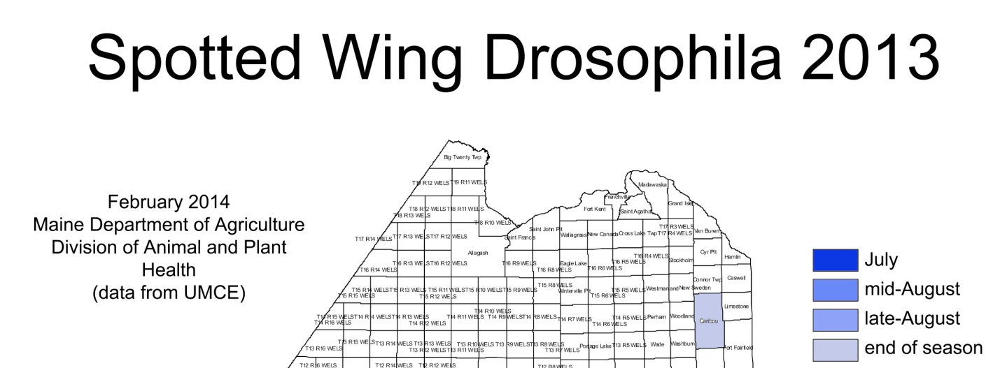 Spotted Wing Drosophila 2013
February 2014
Maine Department of Agriculture
Division of Animal and Plant
Health
(data from UMCE)
July
mid-August
late-August
end of season
Big Twenty Twp
T19 R12 WELS T19 R11 WELS
Madawaska
Frenchville
Grand Isle
Fort Kent
Saint Agatha
T18 R12 WELS T18 R11 WELS
T18 R13 WELS
T18 R10 WELS
Saint John Plt
T17 R3 WELS
Van Buren
T17 R14 WELS T17 R13 WELS T17 R12 WELS
Saint Francis
Wallagrass New Canada Cross Lake Twp T17 R4 WELS
Allagash
Cyr Plt
Hamlin
T16 R4 WELS
Stockholm
T16 R13 WELS T16 R12 WELS
T16 R9 WELS
Eagle Lake
T16 R5 WELS
T16 R14 WELS
T16 R8 WELS
T16 R6 WELS
Connor Twp
Caswell
T15 R8 WELS
T15 R14 WELS T15 R13 WELS T15 R11 WELS T15 R10 WELS T15 R9 WELS
Winterville Plt
T15 R5 WELS
Westmanland New Sweden
T15 R15 WELS
T15 R12 WELS
T15 R6 WELS
Limestone
T14 R10 WELS
T14 R15 WELS T14 R14 WELS T14 R13 WELS
T14 R11 WELS T14 R9 WELS T14 R8 WELS
T14 R7 WELS
T14 R5 WELS
Perham
Woodland
Caribou
T14 R16 WELS
T14 R12 WELS
T14 R6 WELS
T13 R15 WELS T13 R14 WELS T13 R13 WELS T13 R10 WELS T13 R9 WELS T13 R8 WELS
Portage Lake T13 R5 WELS
Wade
Washburn
Fort Fairfield
T13 R16 WELS
T13 R12 WELS T13 R11 WELS
T13 R7 WELS
T12 R16 WELS
T12 R14 WELS T12 R12 WELS
T12 R8 WELS